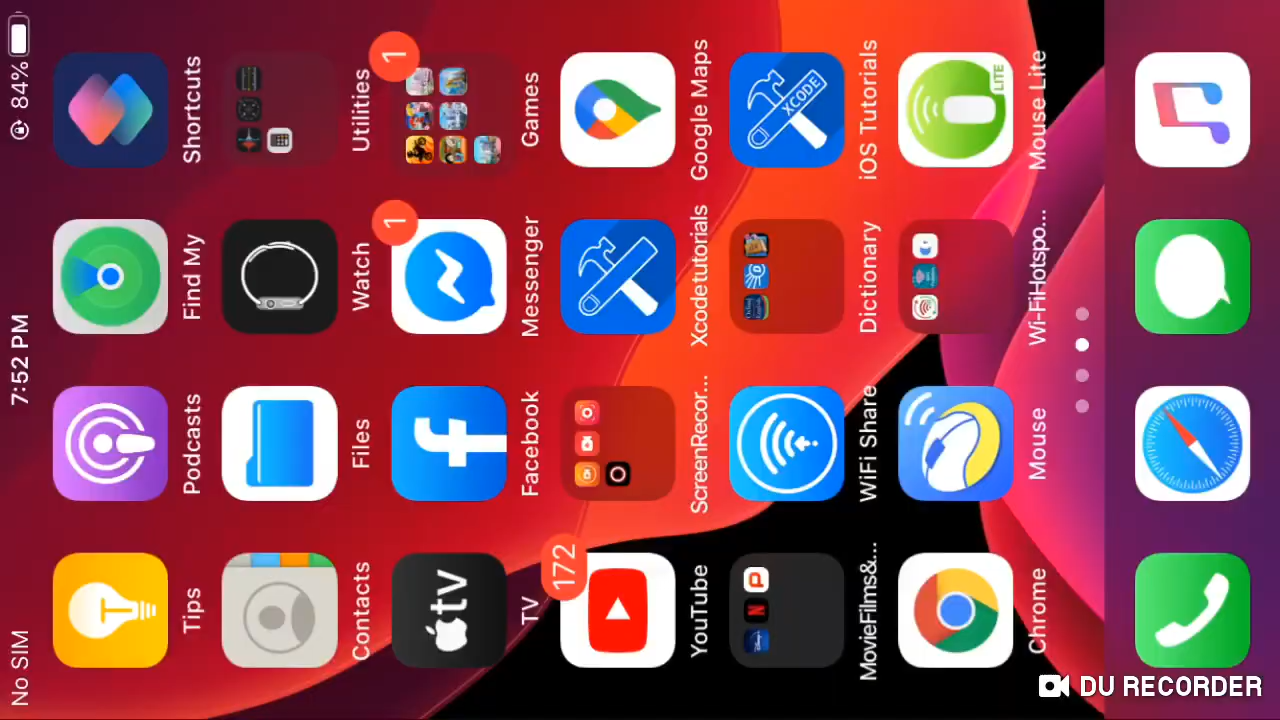 No SIM
7:52 PM
84%
Tips
Podcasts
Find My
Shortcuts
Contacts
Files
Watch
Utilities
tv
TV
Facebook
1
Messenger
1
Games
172
YouTube
ScreenRecor...
Xcodetutorials
Google Maps
MovieFilms&...
WiFi Share
Dictionary
XCODE
iOS Tutorials
Chrome
Mouse
Wi-FiHotspo...
LITE
Mouse Lite
DU RECORDER